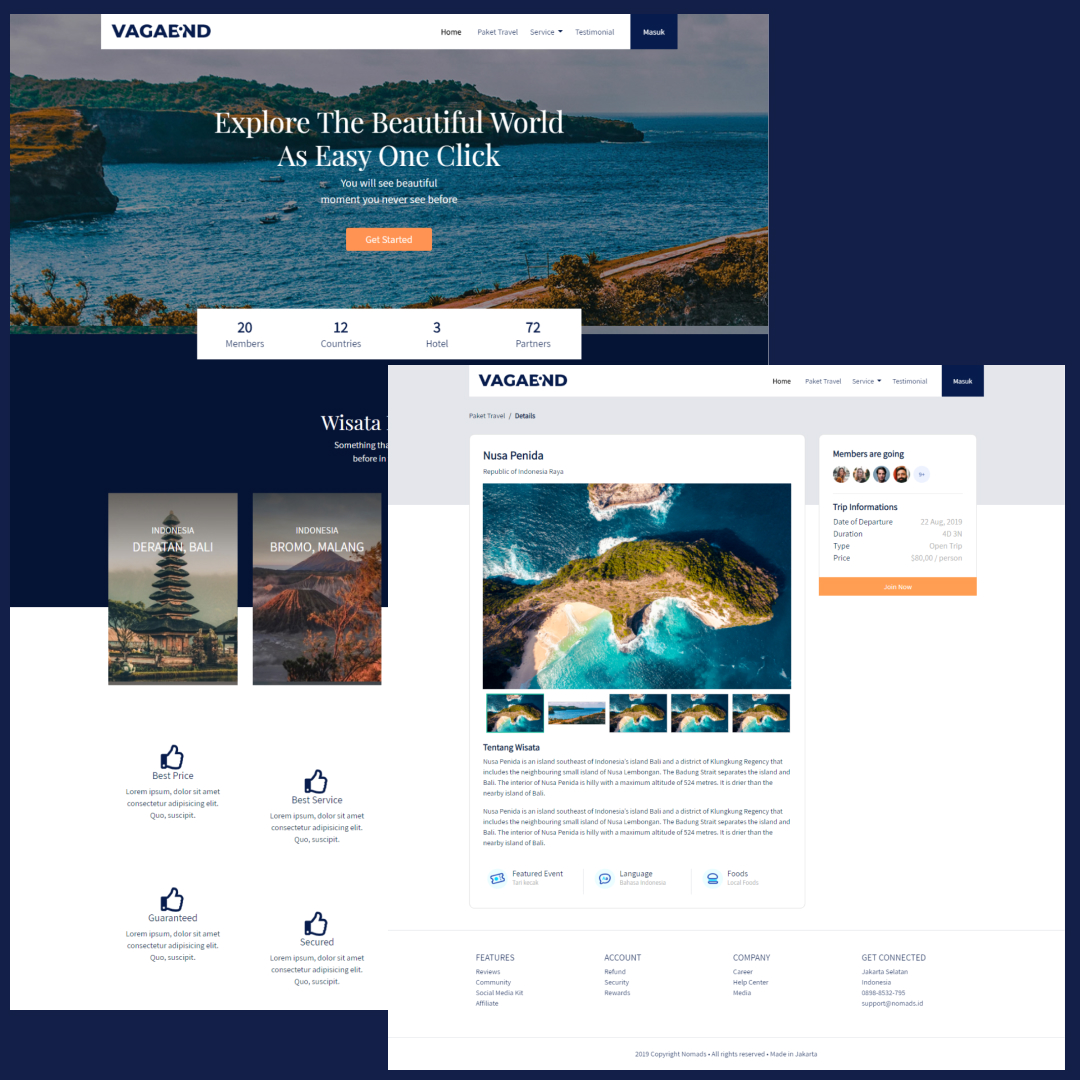 VAGAEND
Home Paket Travel Service Testimonial Masuk
Explore The Beautiful World
As Easy One Click
You will see beautiful
moment you never see before
Get Started
20 12 3 72
Members Countries Hotel Partners
Wisata
Something
before in
INDONESIA
DERATAN, BALI
INDONESIA
BROMO, MALANG
Best Price
Lorem ipsum, dolor sit amet
consectetur adipisicing elit.
Quo, suscipit.
Best Service
Lorem ipsum, dolor sit amet
consectetur adipisicing elit.
Quo, suscipit.
Guaranteed
Lorem ipsum, dolor sit amet
consectetur adipisicing elit.
Quo, suscipit.
Secured
Lorem ipsum, dolor sit amet
consectetur adipisicing elit.
Quo, suscipit.
VAGAEND
Home Paket Travel Service Testimonial Masuk
Paket Travel / Details
Nusa Penida
Republic of Indonesia Raya
Tentang Wisata
Nusa Penida is an island southeast of Indonesia's island Bali and a district of Klungkung Regency that
includes the neighbouring small island of Nusa Lembongan. The Badung Strait separates the island and
Bali. The interior of Nusa Penida is hilly with a maximum altitude of 524 metres. It is drier than the
nearby island of Bali.
Nusa Penida is an island southeast of Indonesia's island Bali and a district of Klungkung Regency that
includes the neighbouring small island of Nusa Lembongan. The Badung Strait separates the island and
Bali. The interior of Nusa Penida is hilly with a maximum altitude of 524 metres. It is drier than the
nearby island of Bali.
Featured Event
Tari kecak
Language
Bahasa Indonesia
Foods
Local Foods
Members are going
9+
Trip Informations
Date of Departure 22 Aug, 2019
Duration 4D 3N
Type Open Trip
Price $80,00 / person
Join Now
FEATURES
Reviews
Community
Social Media Kit
Affiliate
ACCOUNT
Refund
Security
Rewards
COMPANY
Career
Help Center
Media
GET CONNECTED
Jakarta Selatan
Indonesia
0898-8532-795
support@nomads.id
2019 Copyright Nomads • All rights reserved • Made in Jakarta